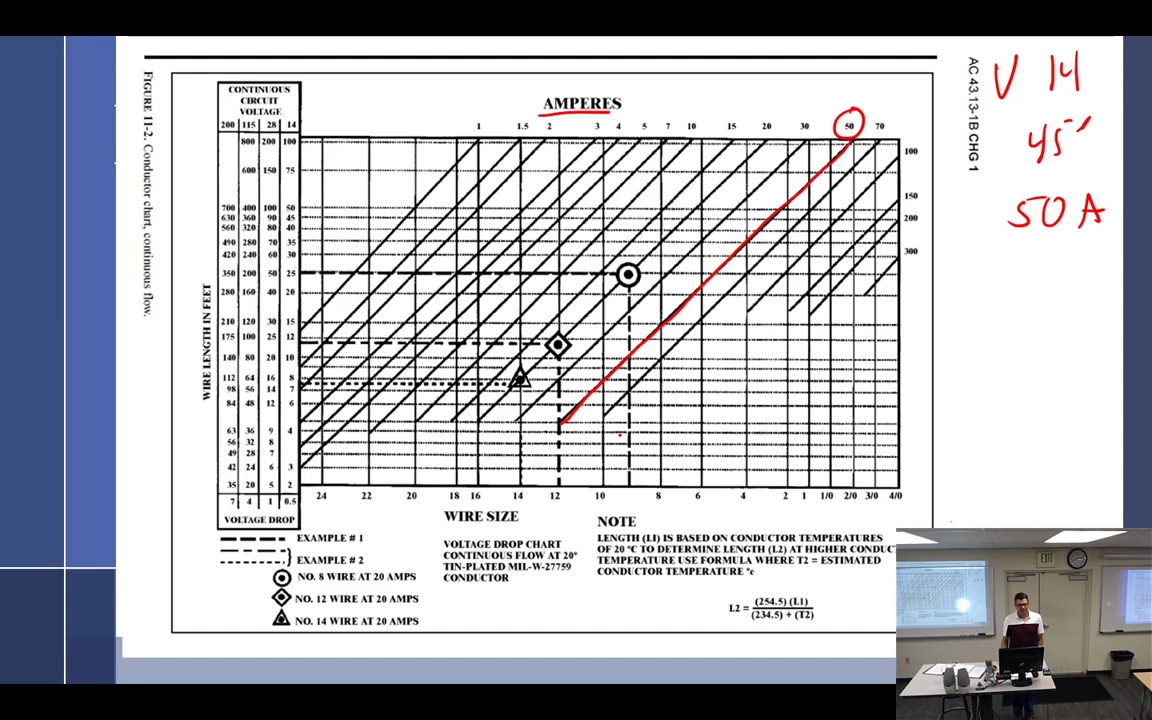 AC 43.13-1B CHG 1
FIGURE 11-2. Conductor chart, continuous flow.
CONTINUOUS
CIRCUIT
VOLTAGE
200 115 28 14
AMPERES
1 1.5 2 3 4 5 7 10 15 20 30 50 70
100
150
200
300
800 200 100
600 150 75
700 400 100 50
630 360 90 45
560 320 80 40
490 280 70 35
420 240 60 30
350 200 50 25
280 160 40 20
210 120 30 15
175 100 25 12
140 80 20 10
112 64 16 8
98 56 14 7
84 48 12 6
63 36 9 4
56 32 8
49 28 7
42 24 6 3
35 20 5 2
7 4 1 0.5
VOLTAGE DROP
WIRE LENGTH IN FEET
24 22 20 18 16 14 12 10 8 6 4 2 1 1/0 2/0 3/0 4/0
WIRE SIZE
EXAMPLE # 1
EXAMPLE # 2
NO. 8 WIRE AT 20 AMPS
NO. 12 WIRE AT 20 AMPS
NO. 14 WIRE AT 20 AMPS
VOLTAGE DROP CHART
CONTINUOUS FLOW AT 20°
TIN-PLATED MIL-W-27759
CONDUCTOR
NOTE
LENGTH (LI) IS BASED ON CONDUCTOR TEMPERATURES
OF 20 °C TO DETERMINE LENGTH (L2) AT HIGHER CONDUC
TEMPERATURE USE FORMULA WHERE T2 = ESTIMATED
CONDUCTOR TEMPERATURE °c
L2 = (254.5) (L1)
(234.5) + (T2)
V 14
45'
50 A
EXIT